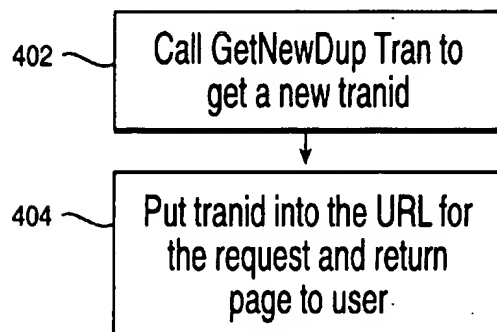 402
Call GetNewDup Tran to
get a new tranid
404
Put tranid into the URL for
the request and return
page to user